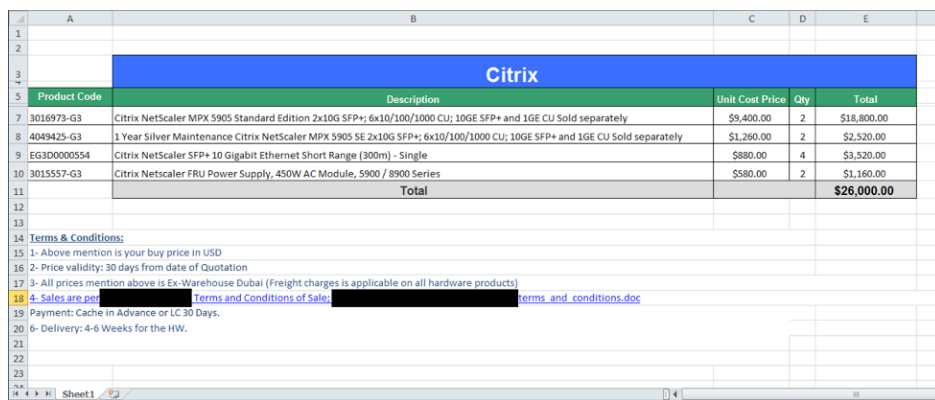 A B C D E
1
2
3 Citrix
4
5 Product Code Description Unit Cost Price Qty Total
7 3016973-G3 Citrix NetScaler MPX 5905 Standard Edition 2x10G SFP+; 6x10/100/1000 CU; 10GE SFP+ and 1GE CU Sold separately $9,400.00 2 $18,800.00
8 4049425-G3 1 Year Silver Maintenance Citrix NetScaler MPX 5905 SE 2x10G SFP+; 6x10/100/1000 CU; 10GE SFP+ and 1GE CU Sold separately $1,260.00 2 $2,520.00
9 EG3D0000554 Citrix NetScaler SFP+ 10 Gigabit Ethernet Short Range (300m) - Single $880.00 4 $3,520.00
10 3015557-G3 Citrix Netscaler FRU Power Supply, 450W AC Module, 5900 / 8900 Series $580.00 2 $1,160.00
11 Total $26,000.00
12
13
14 Terms & Conditions:
15 1- Above mention is your buy price in USD
16 2- Price validity: 30 days from date of Quotation
17 3- All prices mention above is Ex-Warehouse Dubai (Freight charges is applicable on all hardware products)
18 4- Sales are per Terms and Conditions of Sale; terms_and_conditions.doc
19 Payment: Cache in Advance or LC 30 Days.
20 6- Delivery: 4-6 Weeks for the HW.
21
22
23
Sheet1